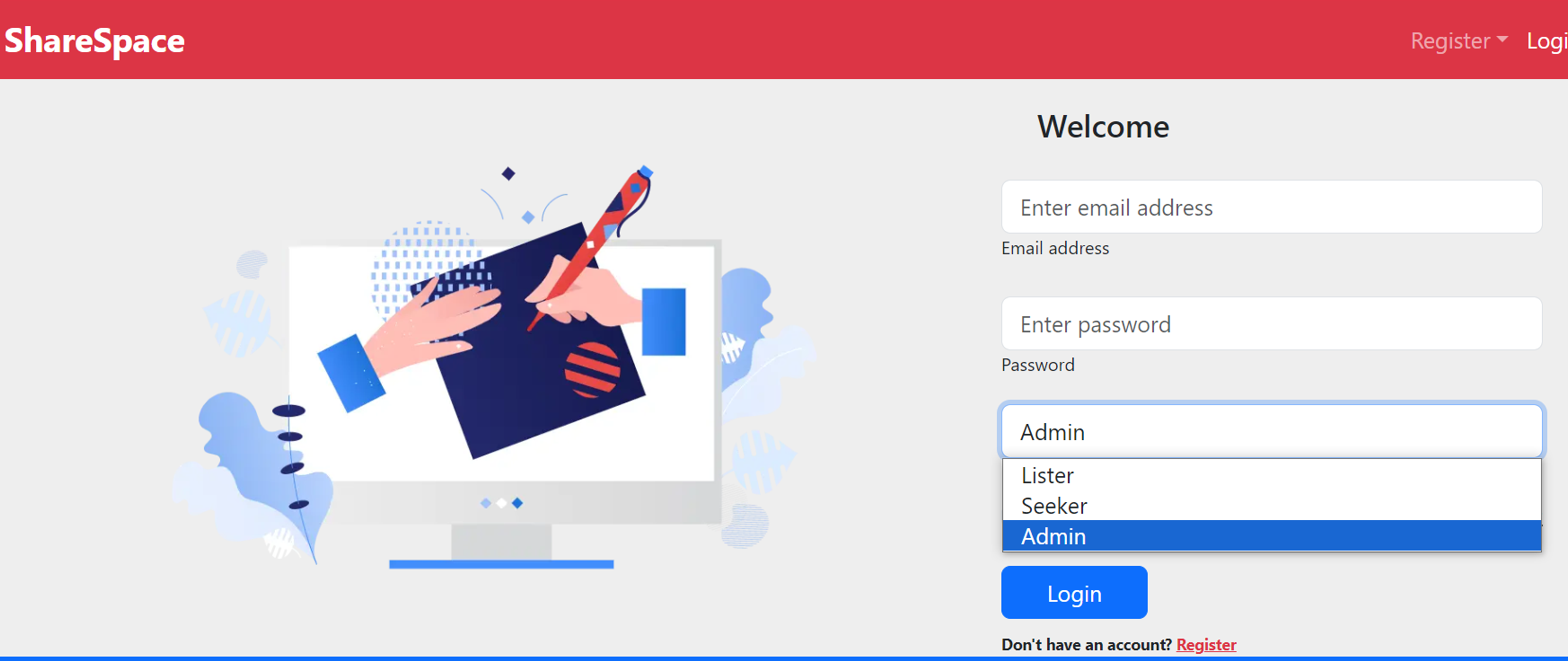 ShareSpace
Register
Welcome
Enter email address
Email address
Enter password
Password
Admin
Lister
Seeker
Admin
Login
Don't have an account? Register